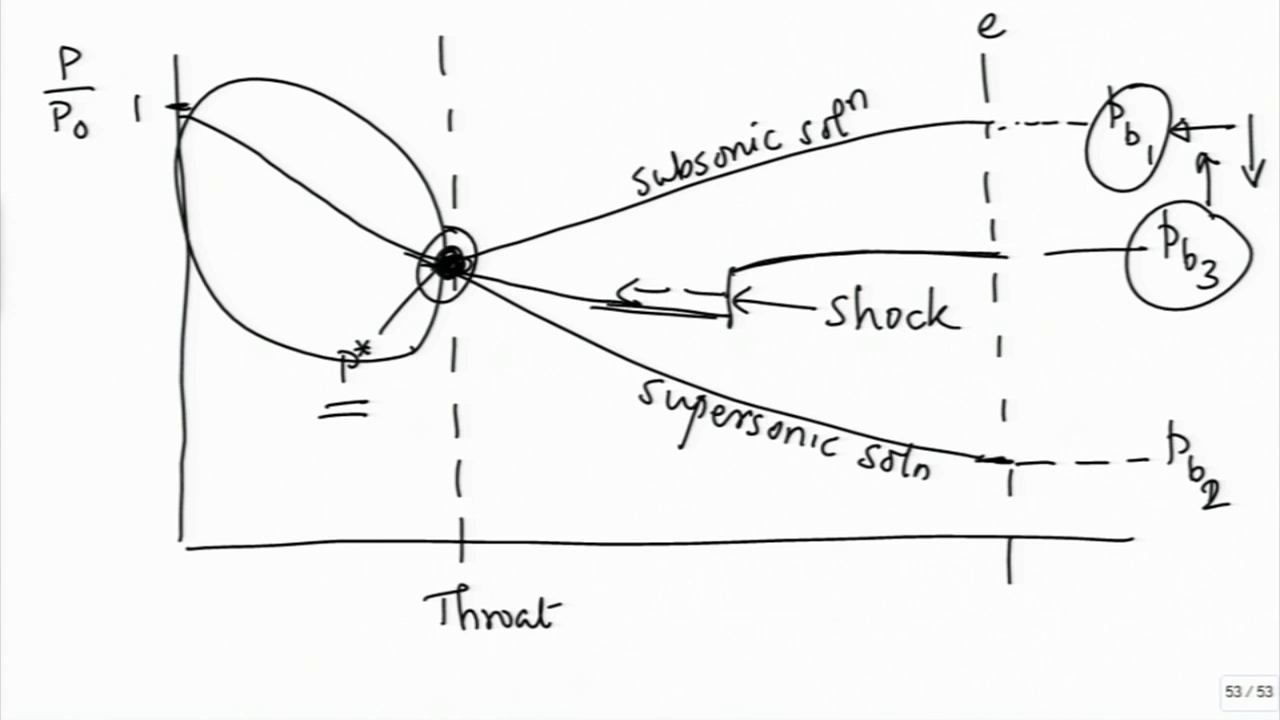 e
P
P0
1
subsonic solⁿ
pb1
pb3
shock
P*
supersonic soln
pb2
Throat
53 / 53